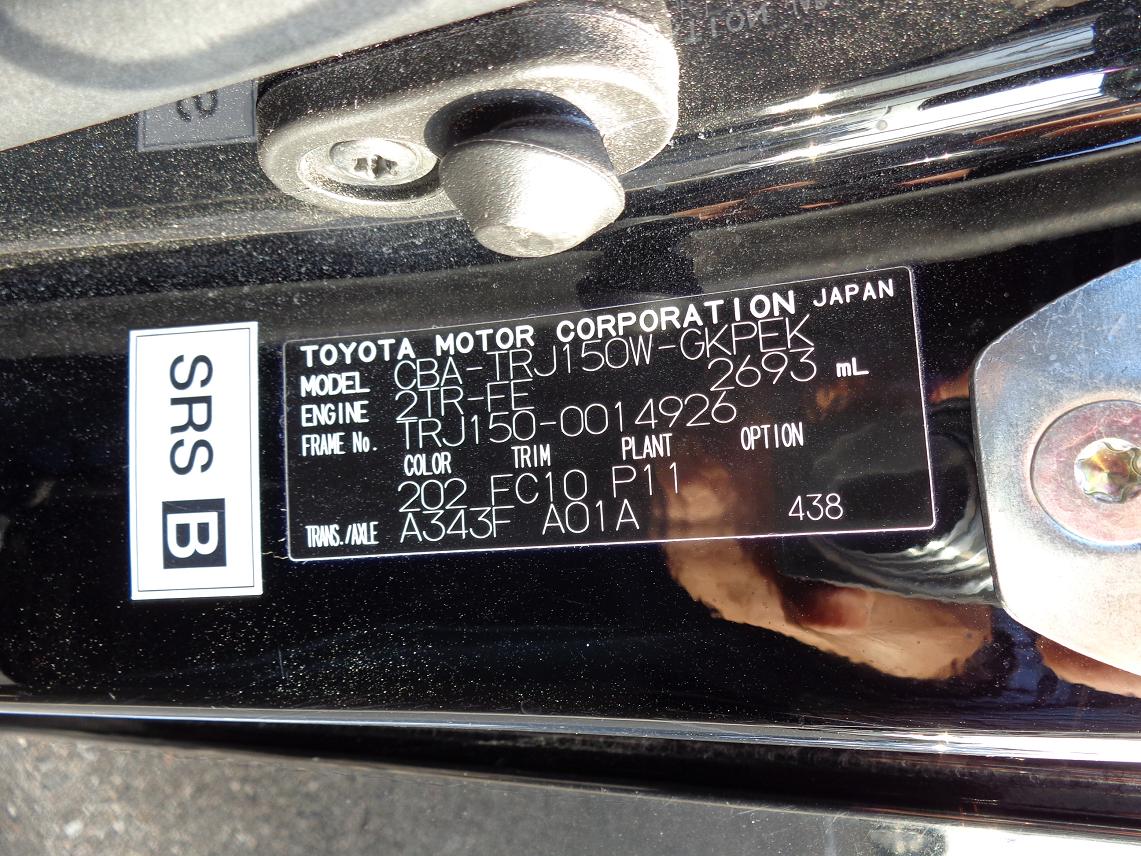 TOYOTA MOTOR CORPORATION JAPAN
MODEL CBA-TRJ150W-GKPEK
ENGINE 2TR-FE 2693 mL
FRAME No. TRJ150-0014926
COLOR TRIM PLANT OPTION
202 FC10 P11
TRANS./AXLE A343F A01A 438
SRS B